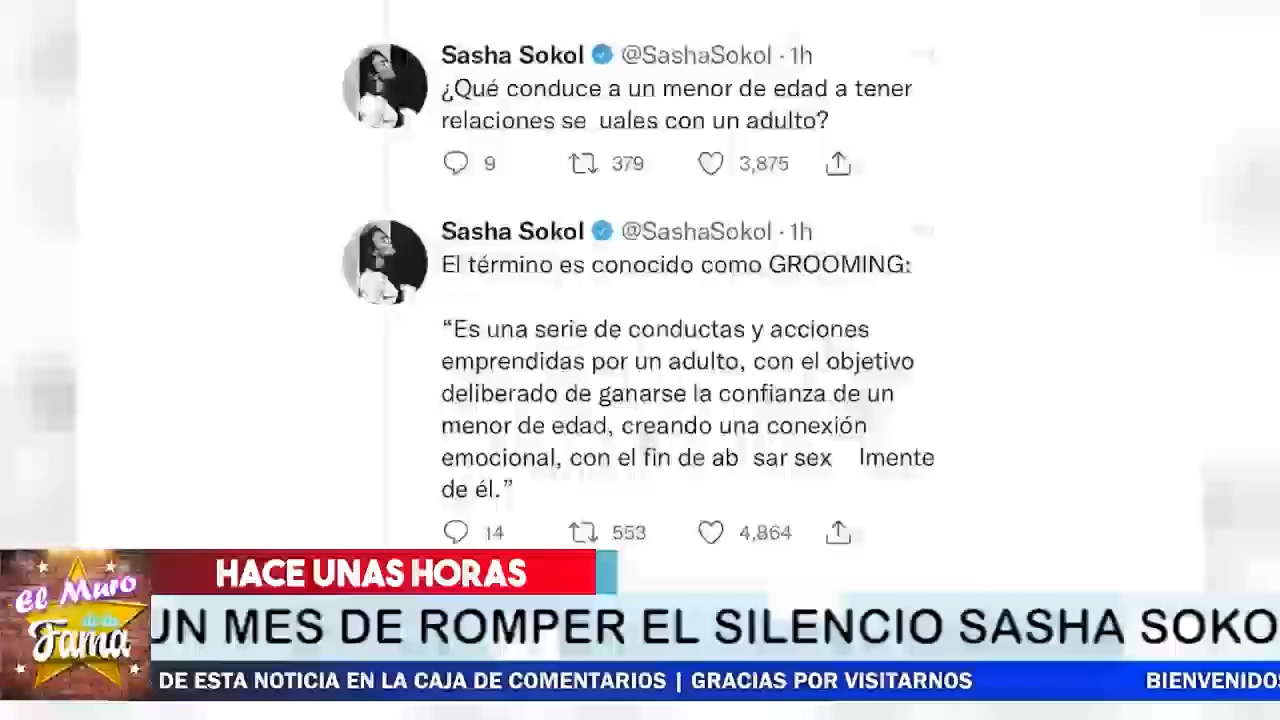 Sasha Sokol @SashaSokol · 1h
¿Qué conduce a un menor de edad a tener
relaciones se uales con un adulto?
9 379 3,875
Sasha Sokol @SashaSokol · 1h
El término es conocido como GROOMING:
“Es una serie de conductas y acciones
emprendidas por un adulto, con el objetivo
deliberado de ganarse la confianza de un
menor de edad, creando una conexión
emocional, con el fin de ab sar sex lmente
de él.”
14 553 4,864
HACE UNAS HORAS
El Muro
de la
Fama
UN MES DE ROMPER EL SILENCIO SASHA SOKO
DE ESTA NOTICIA EN LA CAJA DE COMENTARIOS | GRACIAS POR VISITARNOS BIENVENIDOS